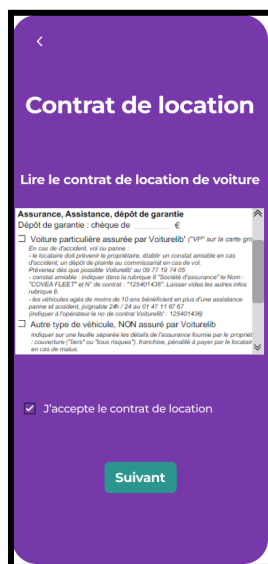 Contrat de location
Lire le contrat de location de voiture
Assurance, Assistance, dépôt de garantie
Dépôt de garantie : chèque de ............ €
Voiture particulière assurée par Voiturelib' ("VP" sur la carte gri
En cas de d'accident, vol ou panne :
- le locataire doit prévenir le propriétaire, établir un constat amiable en cas
d'accident, un dépôt de plainte au commissariat en cas de vol.
Prévenez dès que possible Voiturelib' au 09 77 19 74 05
- constat amiable : indiquer dans la rubrique 8 "Société d'assurance" le Nom :
"COVEA FLEET" et N° de contrat : "125401436". Laisser vides les autres infos
rubrique 8.
- les véhicules agés de moins de 10 ans bénéficient en plus d'une assistance
panne et accident, joignable 24h / 24 au 01 47 11 67 67
(indiquer à l'opérateur le no de contrat Voiturelib' : 125401436)
Autre type de véhicule, NON assuré par Voiturelib
indiquer sur une feuille séparée les détails de l'assurance fournie par le propriét
: couverture ("tiers" ou "tous risques"), franchise, pénalité à payer par le locatair
en cas de malus.
J'accepte le contrat de location
Suivant